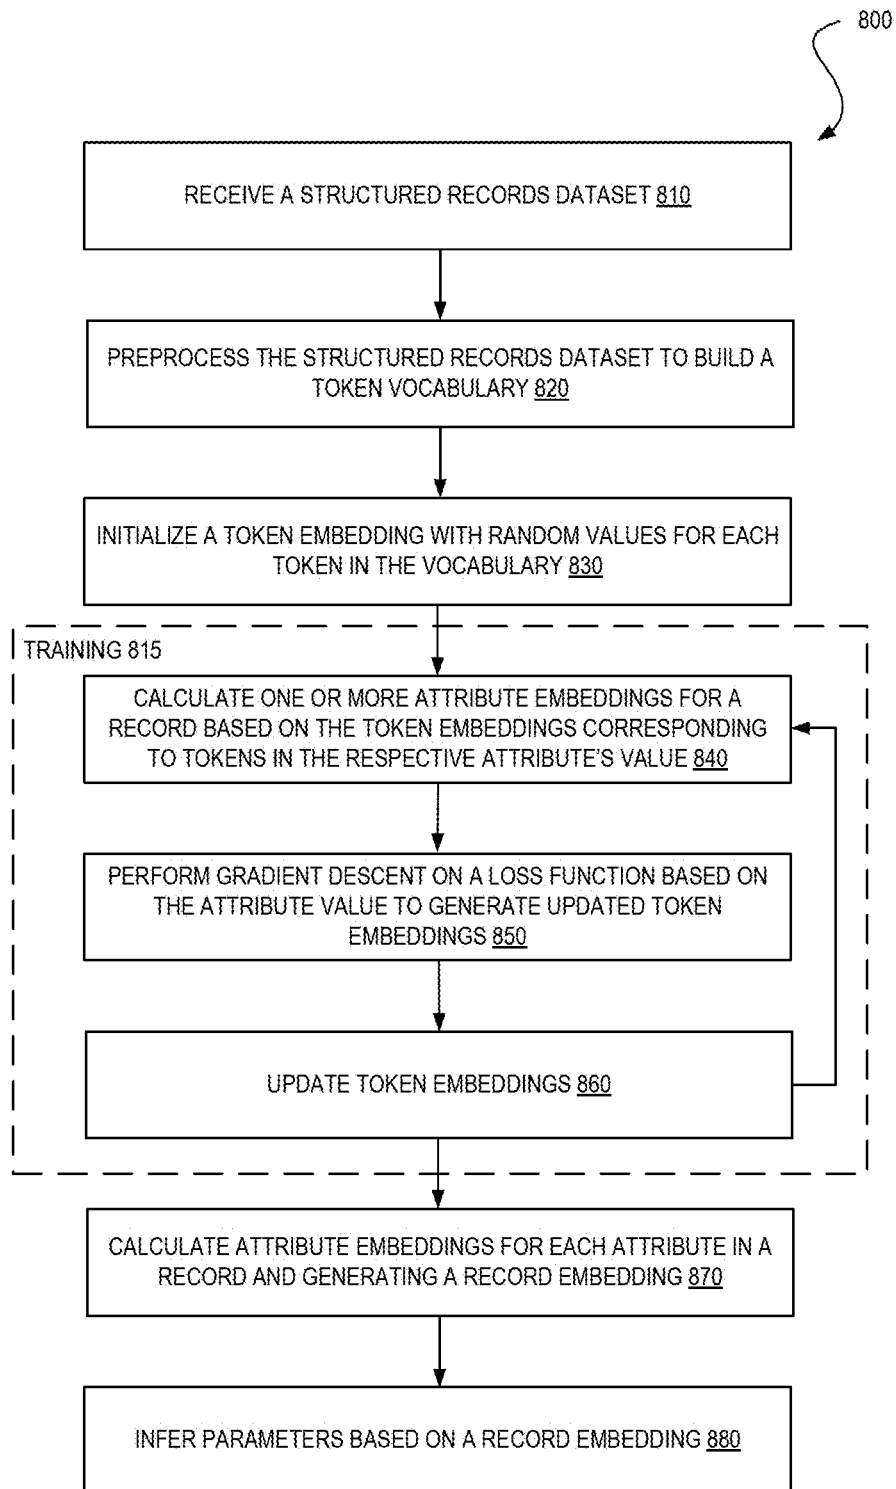 800
RECEIVE A STRUCTURED RECORDS DATASET 810
PREPROCESS THE STRUCTURED RECORDS DATASET TO BUILD A
TOKEN VOCABULARY 820
INITIALIZE A TOKEN EMBEDDING WITH RANDOM VALUES FOR EACH
TOKEN IN THE VOCABULARY 830
TRAINING 815
CALCULATE ONE OR MORE ATTRIBUTE EMBEDDINGS FOR A
RECORD BASED ON THE TOKEN EMBEDDINGS CORRESPONDING
TO TOKENS IN THE RESPECTIVE ATTRIBUTE'S VALUE 840
PERFORM GRADIENT DESCENT ON A LOSS FUNCTION BASED ON
THE ATTRIBUTE VALUE TO GENERATE UPDATED TOKEN
EMBEDDINGS 850
UPDATE TOKEN EMBEDDINGS 860
CALCULATE ATTRIBUTE EMBEDDINGS FOR EACH ATTRIBUTE IN A
RECORD AND GENERATING A RECORD EMBEDDING 870
INFER PARAMETERS BASED ON A RECORD EMBEDDING 880